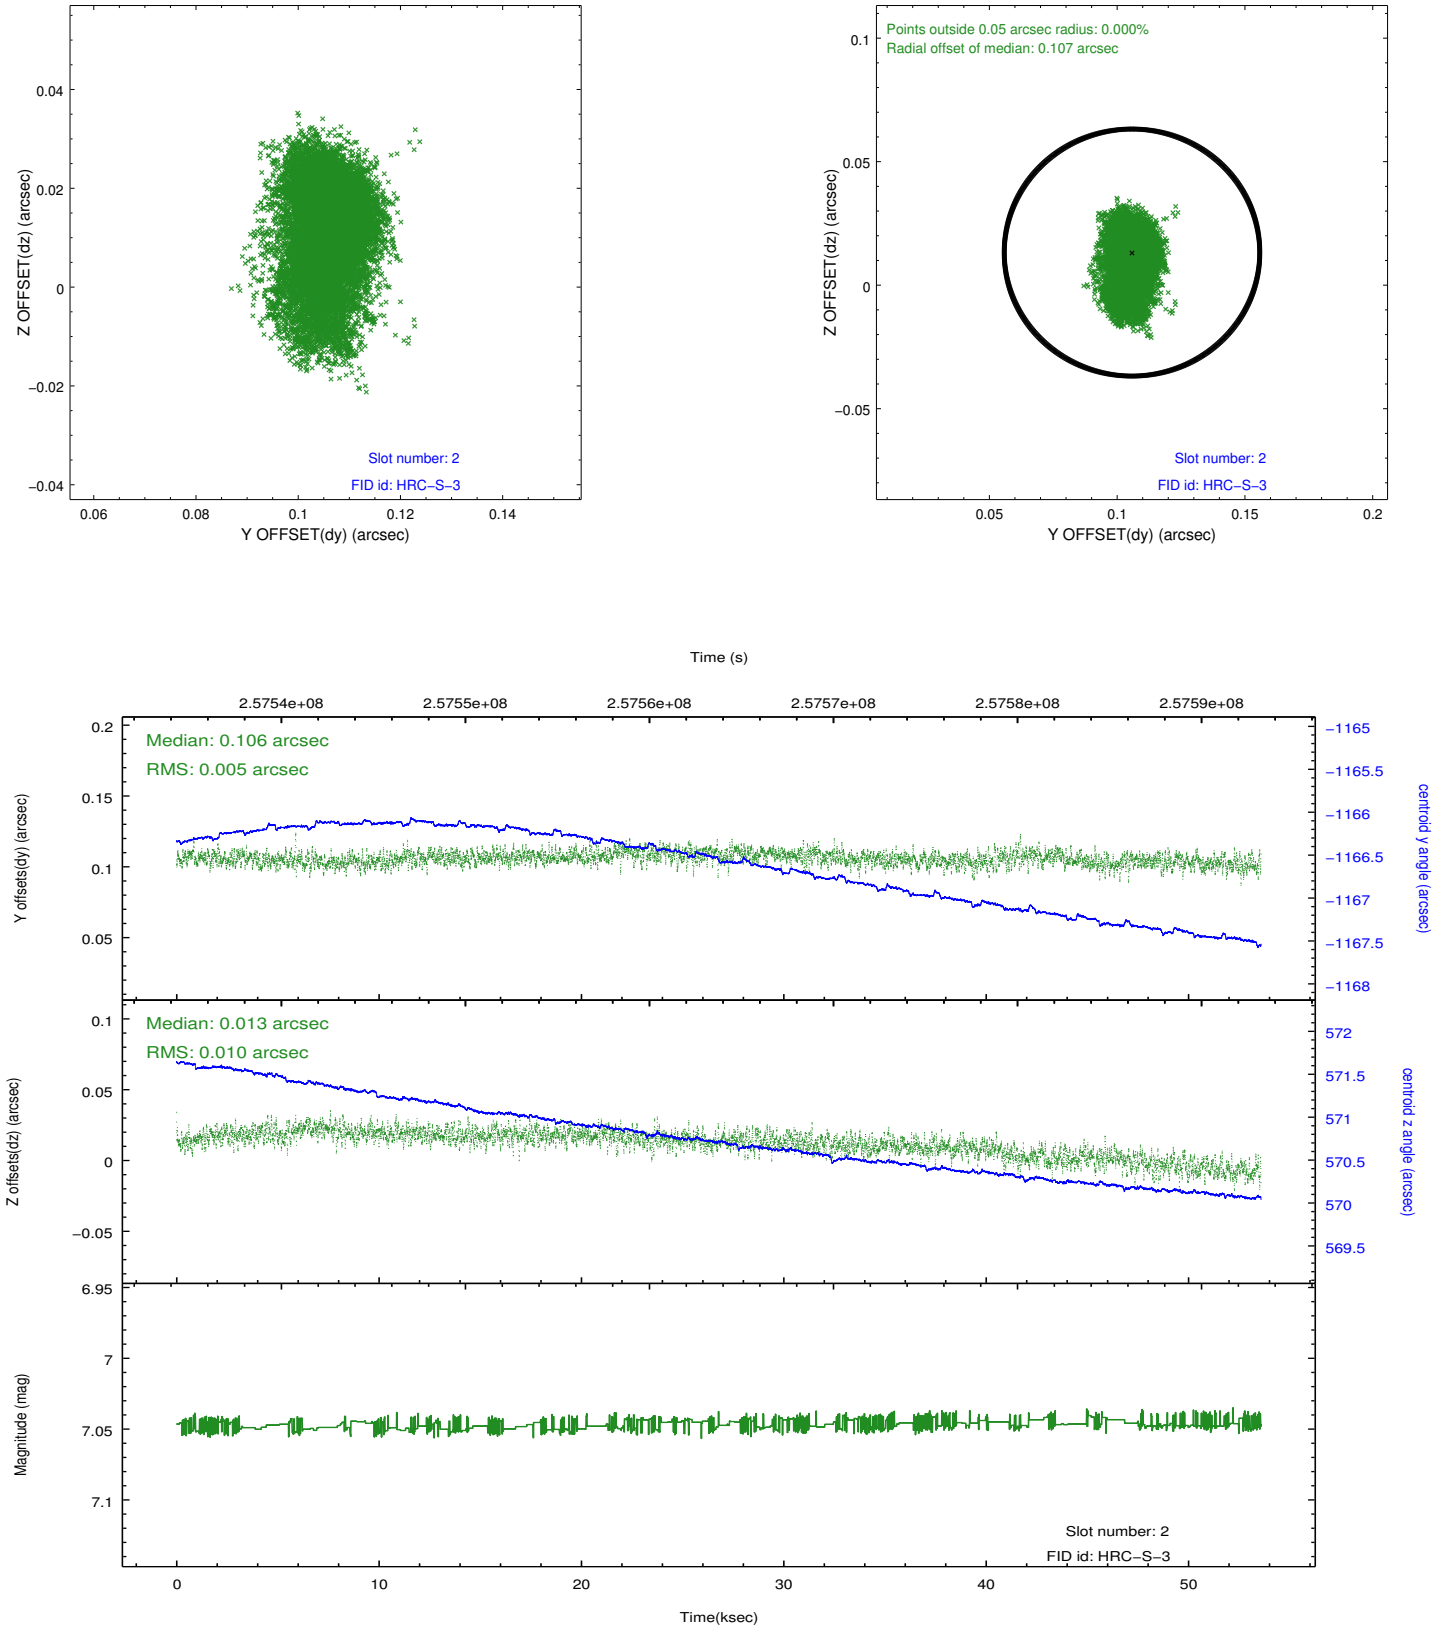 0.04
0.02
0
−0.02
−0.04
Z OFFSET(dz) (arcsec)
Slot number: 2
FID id: HRC−S−3
0.06 0.08 0.1 0.12 0.14
Y OFFSET(dy) (arcsec)
Points outside 0.05 arcsec radius: 0.000%
Radial offset of median: 0.107 arcsec
0.1
0.05
0
−0.05
Z OFFSET(dz) (arcsec)
Slot number: 2
FID id: HRC−S−3
0.05 0.1 0.15 0.2
Y OFFSET(dy) (arcsec)
Time (s)
2.5754e+08 2.5755e+08 2.5756e+08 2.5757e+08 2.5758e+08 2.5759e+08
Median: 0.106 arcsec
RMS: 0.005 arcsec
0.2
0.15
0.1
0.05
Y offsets(dy) (arcsec)
−1165
−1165.5
−1166
−1166.5
−1167
−1167.5
−1168
centroid y angle (arcsec)
Median: 0.013 arcsec
RMS: 0.010 arcsec
0.1
0.05
0
−0.05
Z offsets(dz) (arcsec)
572
571.5
571
570.5
570
569.5
centroid z angle (arcsec)
6.95
7
7.05
7.1
Magnitude (mag)
Slot number: 2
FID id: HRC−S−3
0 10 20 30 40 50
Time(ksec)